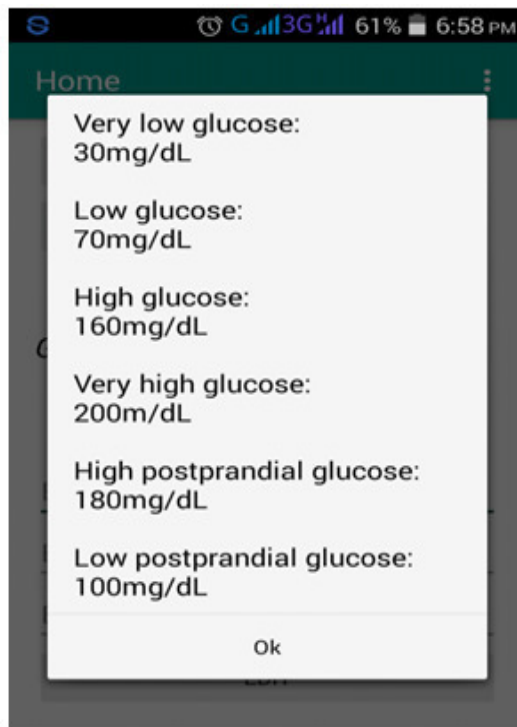 G 3G H 61% 6:58 PM
Home
Very low glucose:
30mg/dL
Low glucose:
70mg/dL
High glucose:
160mg/dL
Very high glucose:
200m/dL
High postprandial glucose:
180mg/dL
Low postprandial glucose:
100mg/dL
Ok